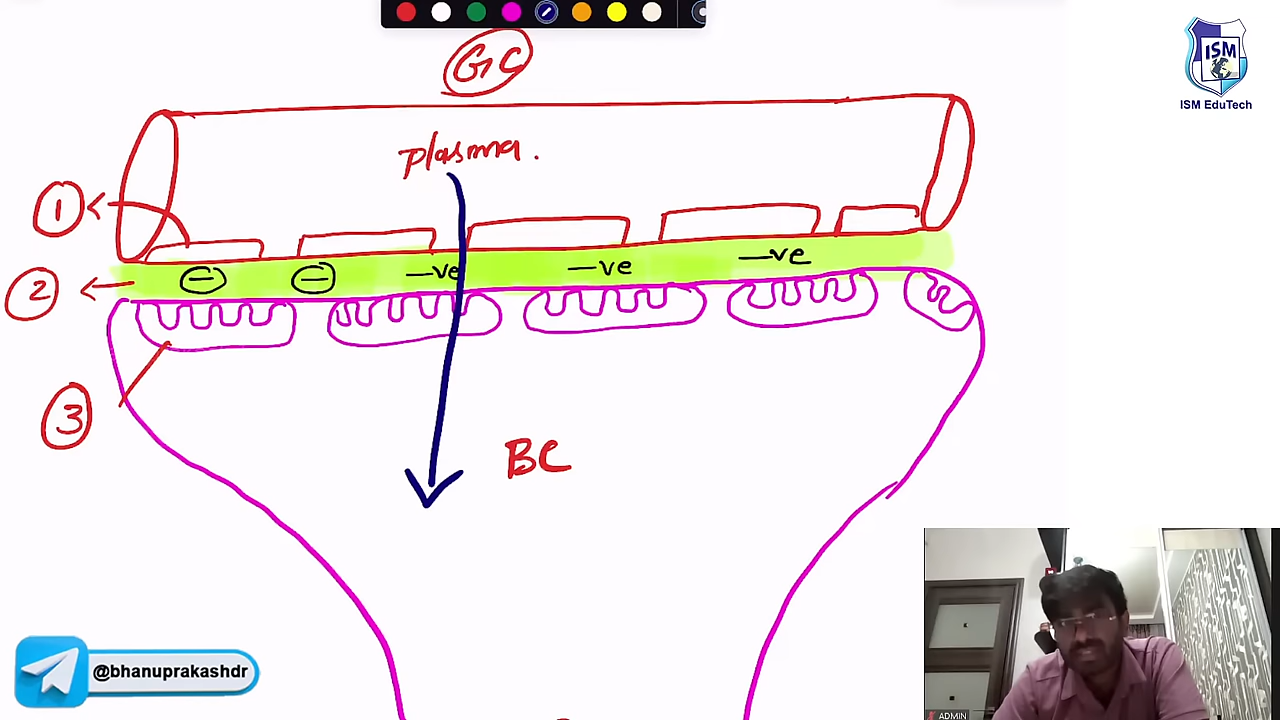 GC
ISM
ISM EduTech
plasma.
1
2
⊖ ⊖ -ve -ve -ve
3
BC
@bhanuprakashdr
ADMIN